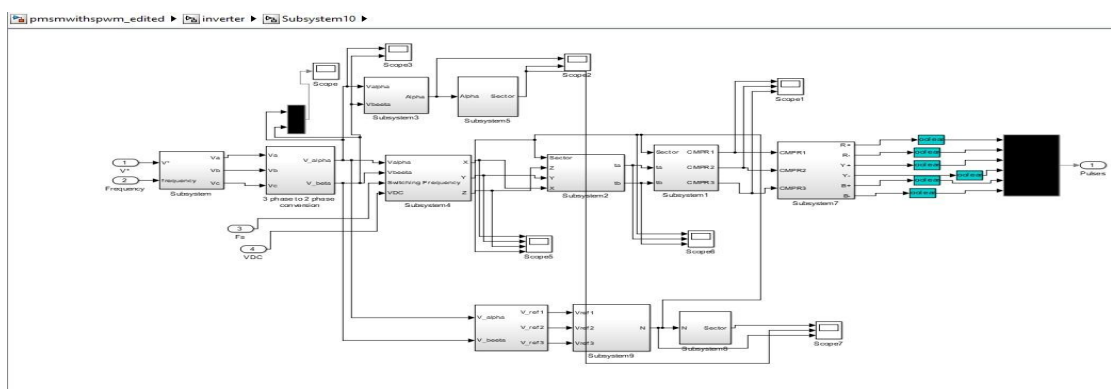 pmsmwithspwm_edited ▶ inverter ▶ Subsystem10 ▶
Scope3
Scope
Scope2
Valpha
Vbeeta
Alpha
Subsystem3
Alpha
Sector
Subsystem5
Scope1
1
V*
2
Frequency
V*
frequency
Va
Vb
Vc
Subsystem
Va
Vb
Vc
V_alpha
V_beta
3 phase to 2 phase
conversion
Valpha
Vbeeta
Switching Frequency
VDC
X
Y
Z
Subsystem4
Sector
Z
Y
X
ta
tb
Subsystem2
Sector
ta
tb
CMPR1
CMPR2
CMPR3
Subsystem1
CMPR1
CMPR2
CMPR3
R+
R-
Y+
Y-
B+
B-
Subsystem7
1
Pulses
3
Fs
4
VDC
Scope5
Scope6
V_alpha
V_beeta
V_ref1
V_ref2
V_ref3
Vref1
Vref2
Vref3
N
Subsystem9
N
Sector
Subsystem8
Scope7